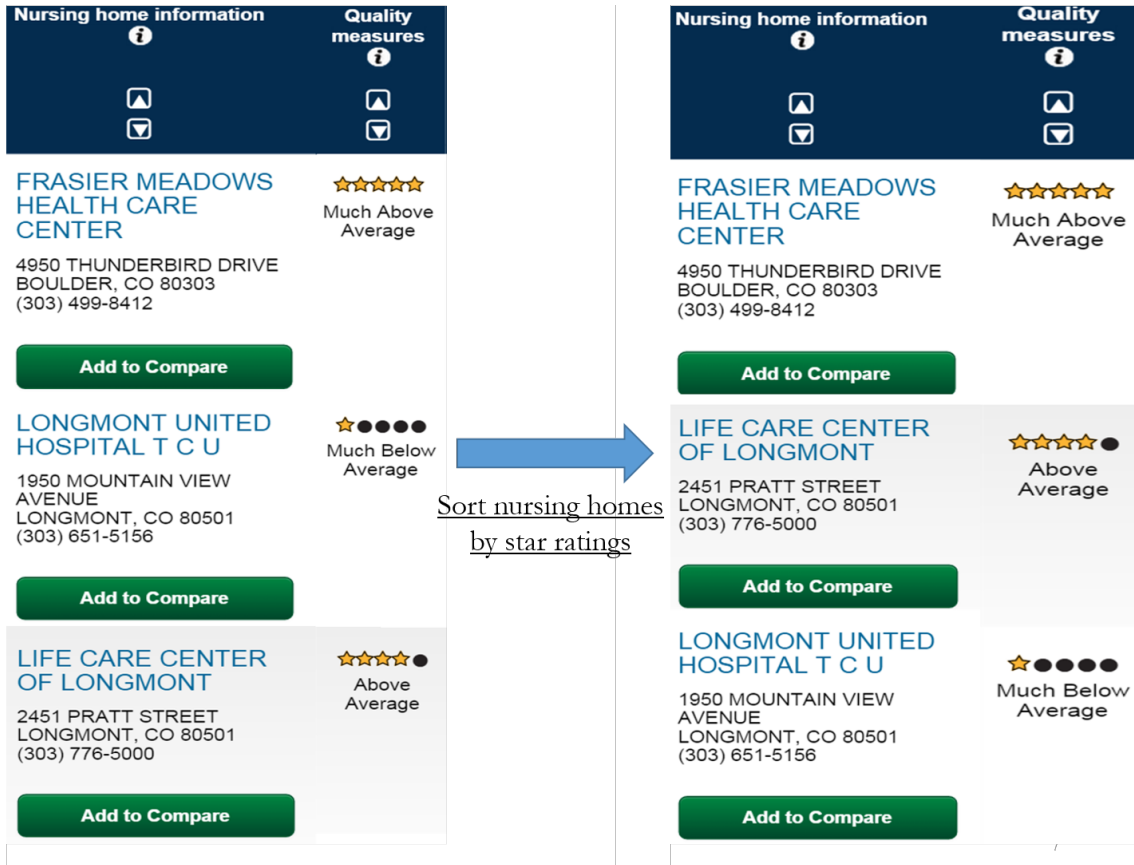 Nursing home information
i
Quality
measures
i
FRASIER MEADOWS
HEALTH CARE
CENTER
4950 THUNDERBIRD DRIVE
BOULDER, CO 80303
(303) 499-8412
Much Above
Average
Add to Compare
LONGMONT UNITED
HOSPITAL T C U
1950 MOUNTAIN VIEW
AVENUE
LONGMONT, CO 80501
(303) 651-5156
Much Below
Average
Add to Compare
LIFE CARE CENTER
OF LONGMONT
2451 PRATT STREET
LONGMONT, CO 80501
(303) 776-5000
Above
Average
Add to Compare
Sort nursing homes
by star ratings
Nursing home information
i
Quality
measures
i
FRASIER MEADOWS
HEALTH CARE
CENTER
4950 THUNDERBIRD DRIVE
BOULDER, CO 80303
(303) 499-8412
Much Above
Average
Add to Compare
LIFE CARE CENTER
OF LONGMONT
2451 PRATT STREET
LONGMONT, CO 80501
(303) 776-5000
Above
Average
Add to Compare
LONGMONT UNITED
HOSPITAL T C U
1950 MOUNTAIN VIEW
AVENUE
LONGMONT, CO 80501
(303) 651-5156
Much Below
Average
Add to Compare